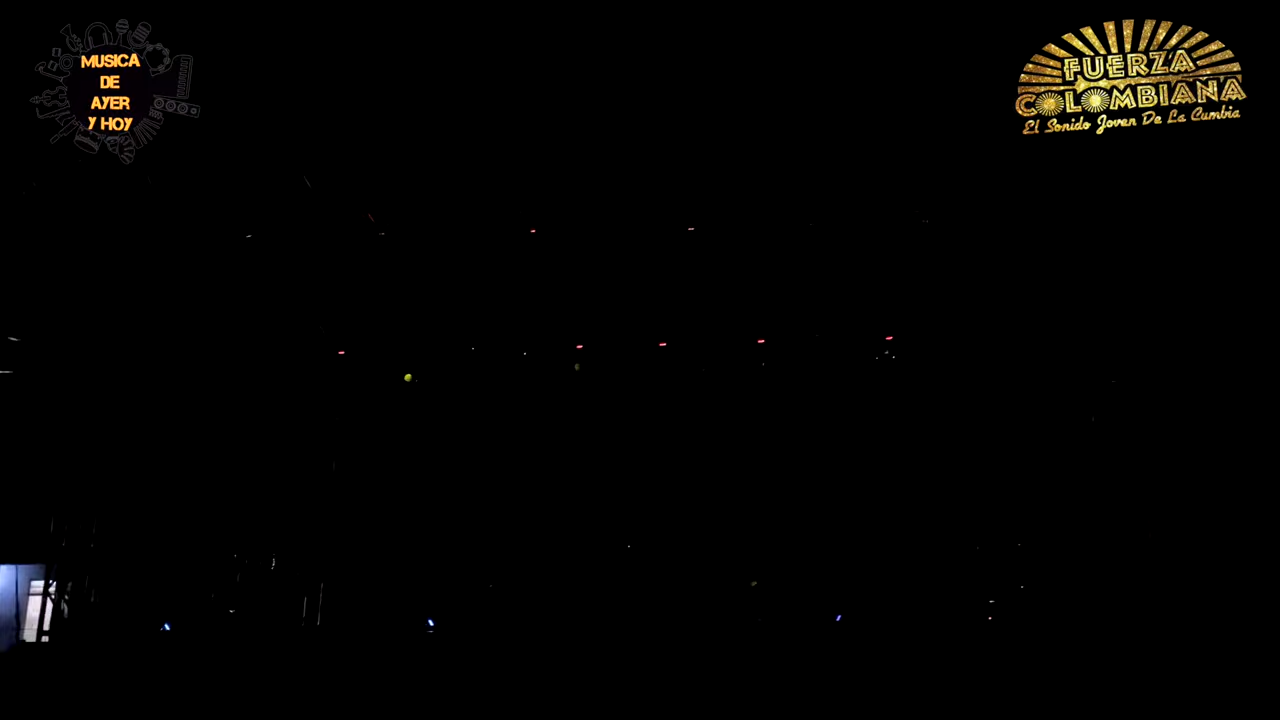 MUSICA
DE
AYER
Y HOY
FUERZA
COLOMBIANA
El Sonido Joven De La Cumbia